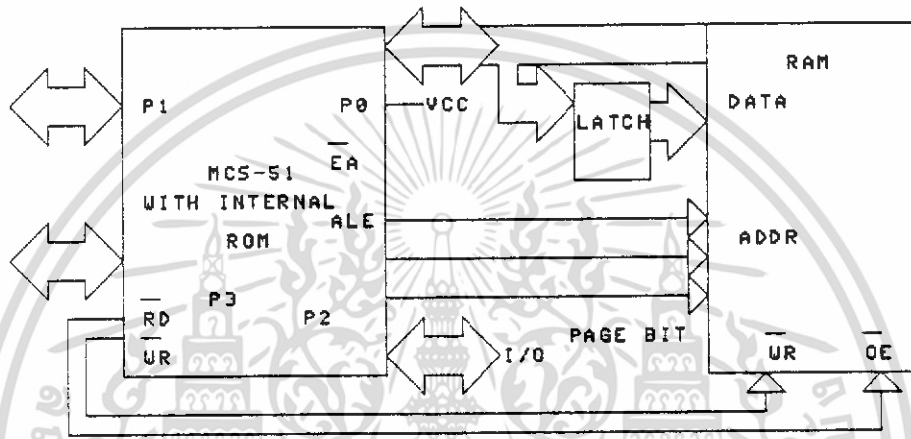 RAM
P1
P0
VCC
DATA
LATCH
EA
MCS-51
WITH INTERNAL
ROM
ALE
ADDR
P3
RD
P2
WR
I/O
PAGE BIT
WR
OE